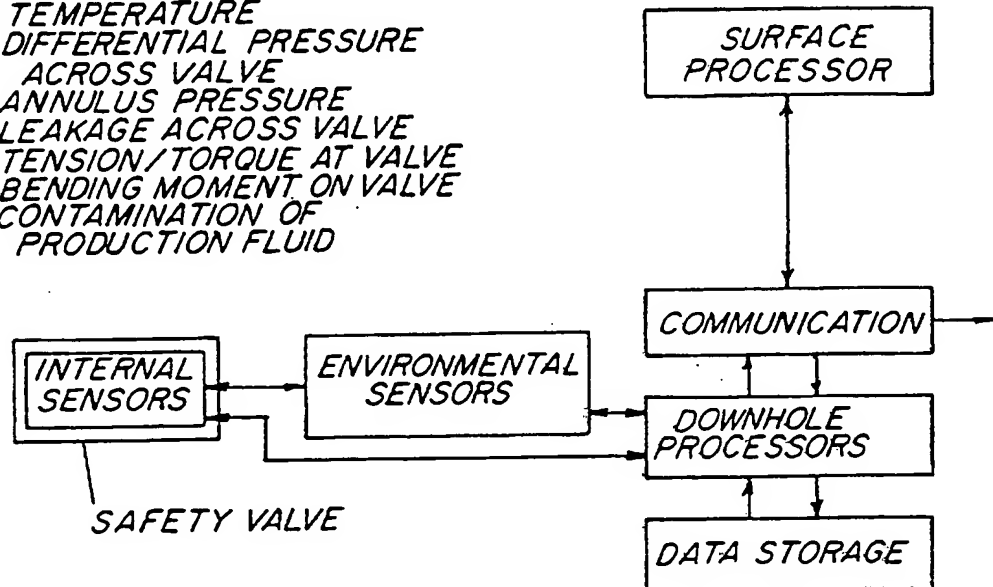 TEMPERATURE
DIFFERENTIAL PRESSURE
ACROSS VALVE
ANNULUS PRESSURE
LEAKAGE ACROSS VALVE
TENSION/TORQUE AT VALVE
BENDING MOMENT ON VALVE
CONTAMINATION OF
PRODUCTION FLUID
SURFACE
PROCESSOR
COMMUNICATION
INTERNAL
SENSORS
ENVIRONMENTAL
SENSORS
DOWNHOLE
PROCESSORS
SAFETY VALVE
DATA STORAGE